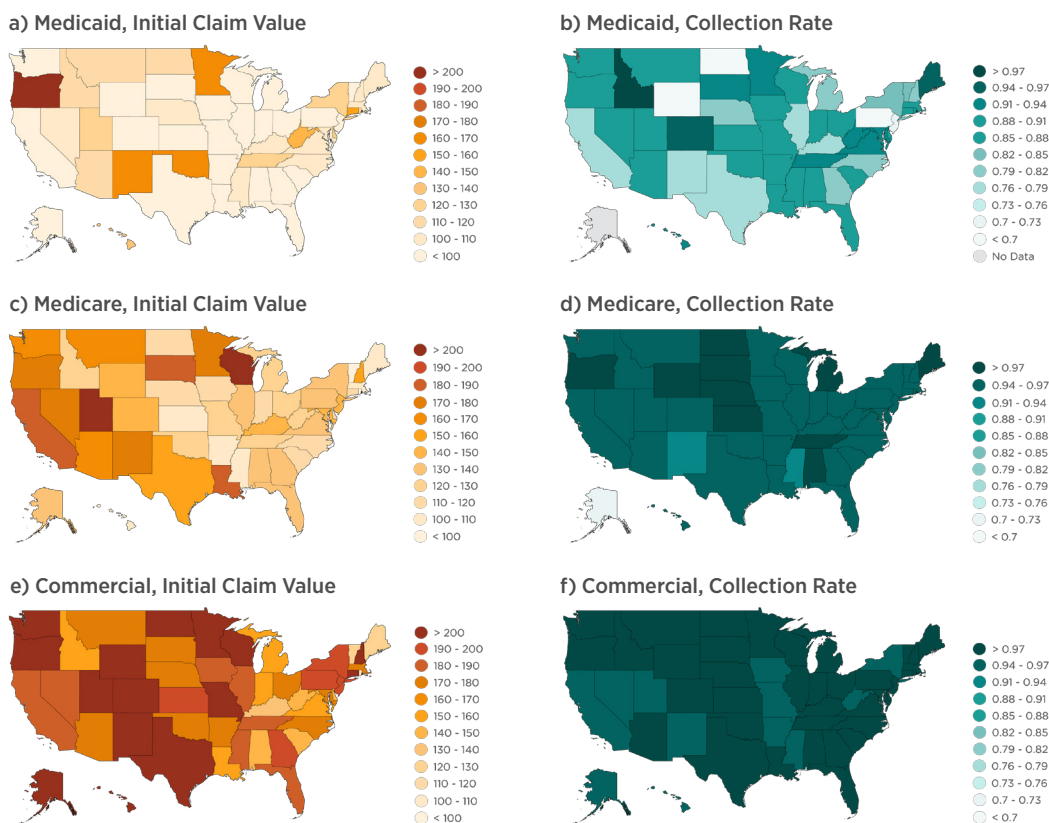 a) Medicaid, Initial Claim Value
> 200
190 - 200
180 - 190
170 - 180
160 - 170
150 - 160
140 - 150
130 - 140
120 - 130
110 - 120
100 - 110
< 100
b) Medicaid, Collection Rate
> 0.97
0.94 - 0.97
0.91 - 0.94
0.88 - 0.91
0.85 - 0.88
0.82 - 0.85
0.79 - 0.82
0.76 - 0.79
0.73 - 0.76
0.7 - 0.73
< 0.7
No Data
c) Medicare, Initial Claim Value
> 200
190 - 200
180 - 190
170 - 180
160 - 170
150 - 160
140 - 150
130 - 140
120 - 130
110 - 120
100 - 110
< 100
d) Medicare, Collection Rate
> 0.97
0.94 - 0.97
0.91 - 0.94
0.88 - 0.91
0.85 - 0.88
0.82 - 0.85
0.79 - 0.82
0.76 - 0.79
0.73 - 0.76
0.7 - 0.73
< 0.7
e) Commercial, Initial Claim Value
> 200
190 - 200
180 - 190
170 - 180
160 - 170
150 - 160
140 - 150
130 - 140
120 - 130
110 - 120
100 - 110
< 100
f) Commercial, Collection Rate
> 0.97
0.94 - 0.97
0.91 - 0.94
0.88 - 0.91
0.85 - 0.88
0.82 - 0.85
0.79 - 0.82
0.76 - 0.79
0.73 - 0.76
0.7 - 0.73
< 0.7